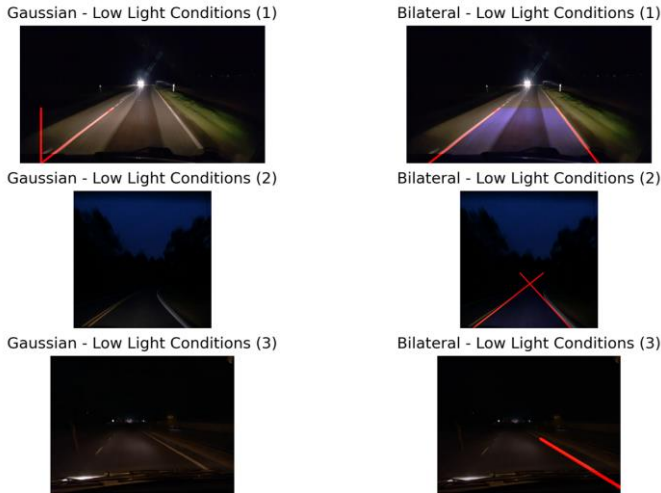 Gaussian - Low Light Conditions (1)
Bilateral - Low Light Conditions (1)
Gaussian - Low Light Conditions (2)
Bilateral - Low Light Conditions (2)
Gaussian - Low Light Conditions (3)
Bilateral - Low Light Conditions (3)